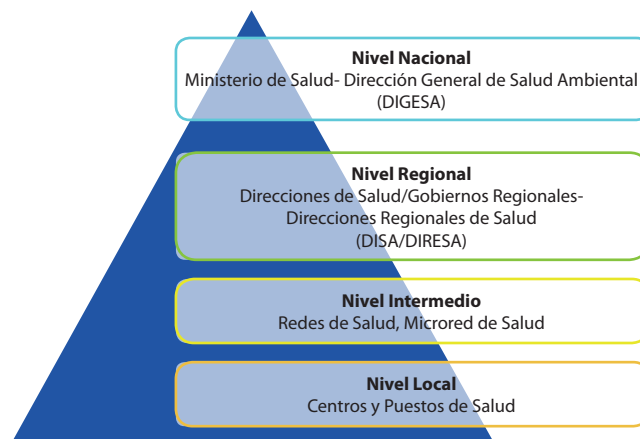 Nivel Nacional
Ministerio de Salud- Dirección General de Salud Ambiental
(DIGESA)
Nivel Regional
Direcciones de Salud/Gobiernos Regionales-
Direcciones Regionales de Salud
(DISA/DIRESA)
Nivel Intermedio
Redes de Salud, Microred de Salud
Nivel Local
Centros y Puestos de Salud